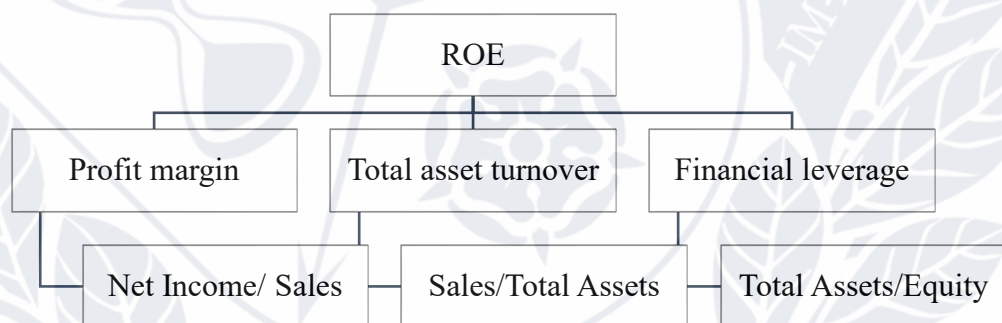 ROE
Profit margin
Total asset turnover
Financial leverage
Net Income/ Sales
Sales/Total Assets
Total Assets/Equity